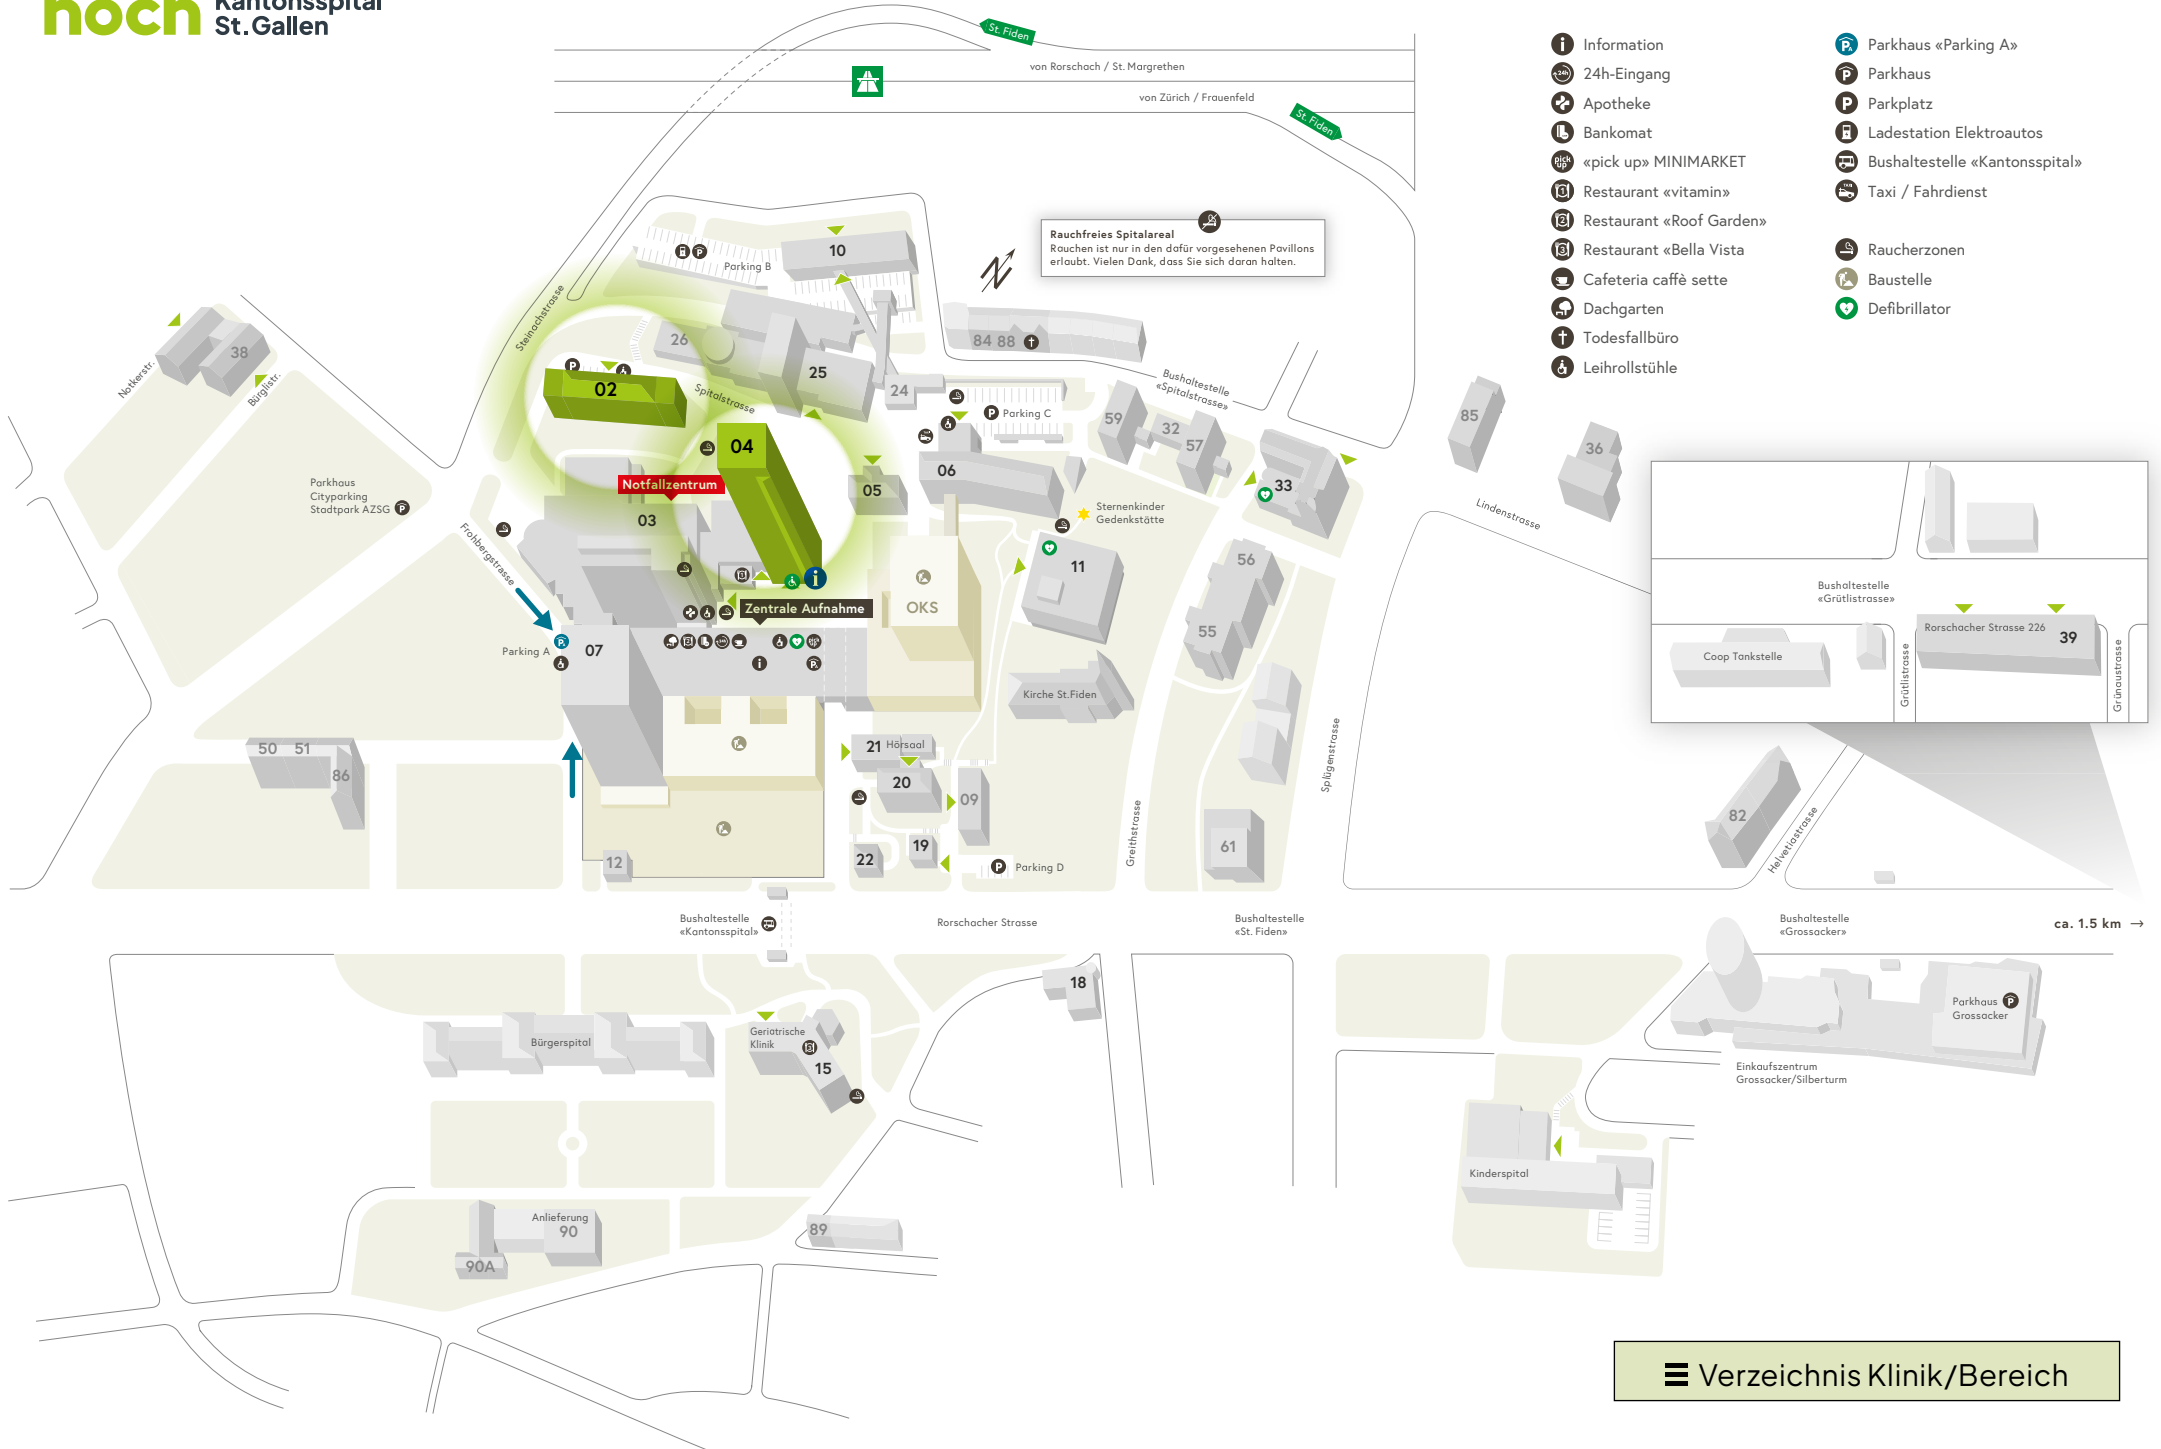 noch Kantonsspital
St.Gallen
St. Fiden
von Rorschach / St. Margrethen
von Zürich / Frauenfeld
St. Fiden
Information
24h-Eingang
Apotheke
Bankomat
«pick up» MINIMARKET
Restaurant «vitamin»
Restaurant «Roof Garden»
Restaurant «Bella Vista
Cafeteria caffè sette
Dachgarten
Todesfallbüro
Leihrollstühle
Parkhaus «Parking A»
Parkhaus
Parkplatz
Ladestation Elektroautos
Bushaltestelle «Kantonsspital»
Taxi / Fahrdienst
Raucherzonen
Baustelle
Defibrillator
Rauchfreies Spitalareal
Rauchen ist nur in den dafür vorgesehenen Pavillons
erlaubt. Vielen Dank, dass Sie sich daran halten.
N
10
Parking B
Steinachstrasse
26
84 88
38
Notkerstr.
Bürglistr.
02
Spitalstrasse
25
24
Bushaltestelle
«Spitalstrasse»
Parking C
59
32
57
85
36
04
06
05
33
Notfallzentrum
03
Parkhaus
Cityparking
Stadtpark AZSG
Frohbergstrasse
Sternenkinder
Gedenkstätte
Lindenstrasse
11
56
55
OKS
Zentrale Aufnahme
Parking A
07
Kirche St.Fiden
Bushaltestelle
«Grütlistrasse»
Rorschacher Strasse 226
39
Coop Tankstelle
Grütlistrasse
Grünaustrasse
50 51
86
21 Hörsaal
20
09
19
22
12
Parking D
Greithstrasse
Splügenstrasse
61
82
Helvetiastrasse
Bushaltestelle
«Kantonsspital»
Rorschacher Strasse
Bushaltestelle
«St. Fiden»
Bushaltestelle
«Grossacker»
ca. 1.5 km →
18
Bürgerspital
Geriatrische
Klinik
15
Parkhaus
Grossacker
Einkaufszentrum
Grossacker/Silberturm
Kinderspital
Anlieferung
90
90A
89
Verzeichnis Klinik/Bereich